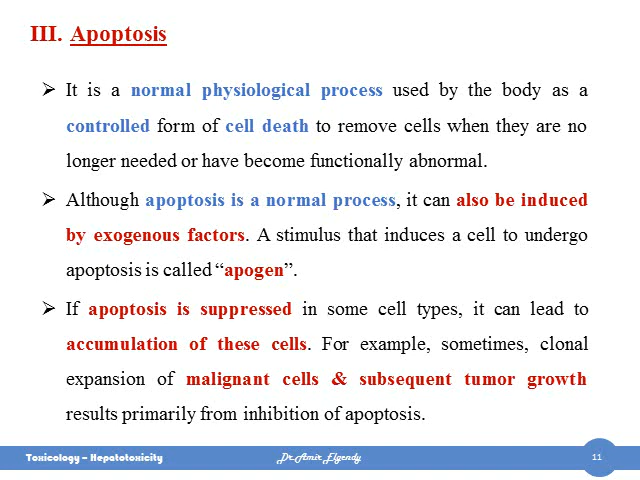 III. Apoptosis
➢ It is a normal physiological process used by the body as a
controlled form of cell death to remove cells when they are no
longer needed or have become functionally abnormal.
➢ Although apoptosis is a normal process, it can also be induced
by exogenous factors. A stimulus that induces a cell to undergo
apoptosis is called “apogen”.
➢ If apoptosis is suppressed in some cell types, it can lead to
accumulation of these cells. For example, sometimes, clonal
expansion of malignant cells & subsequent tumor growth
results primarily from inhibition of apoptosis.
Toxicology – Hepatotoxicity Dr. Amir Elgendy 11